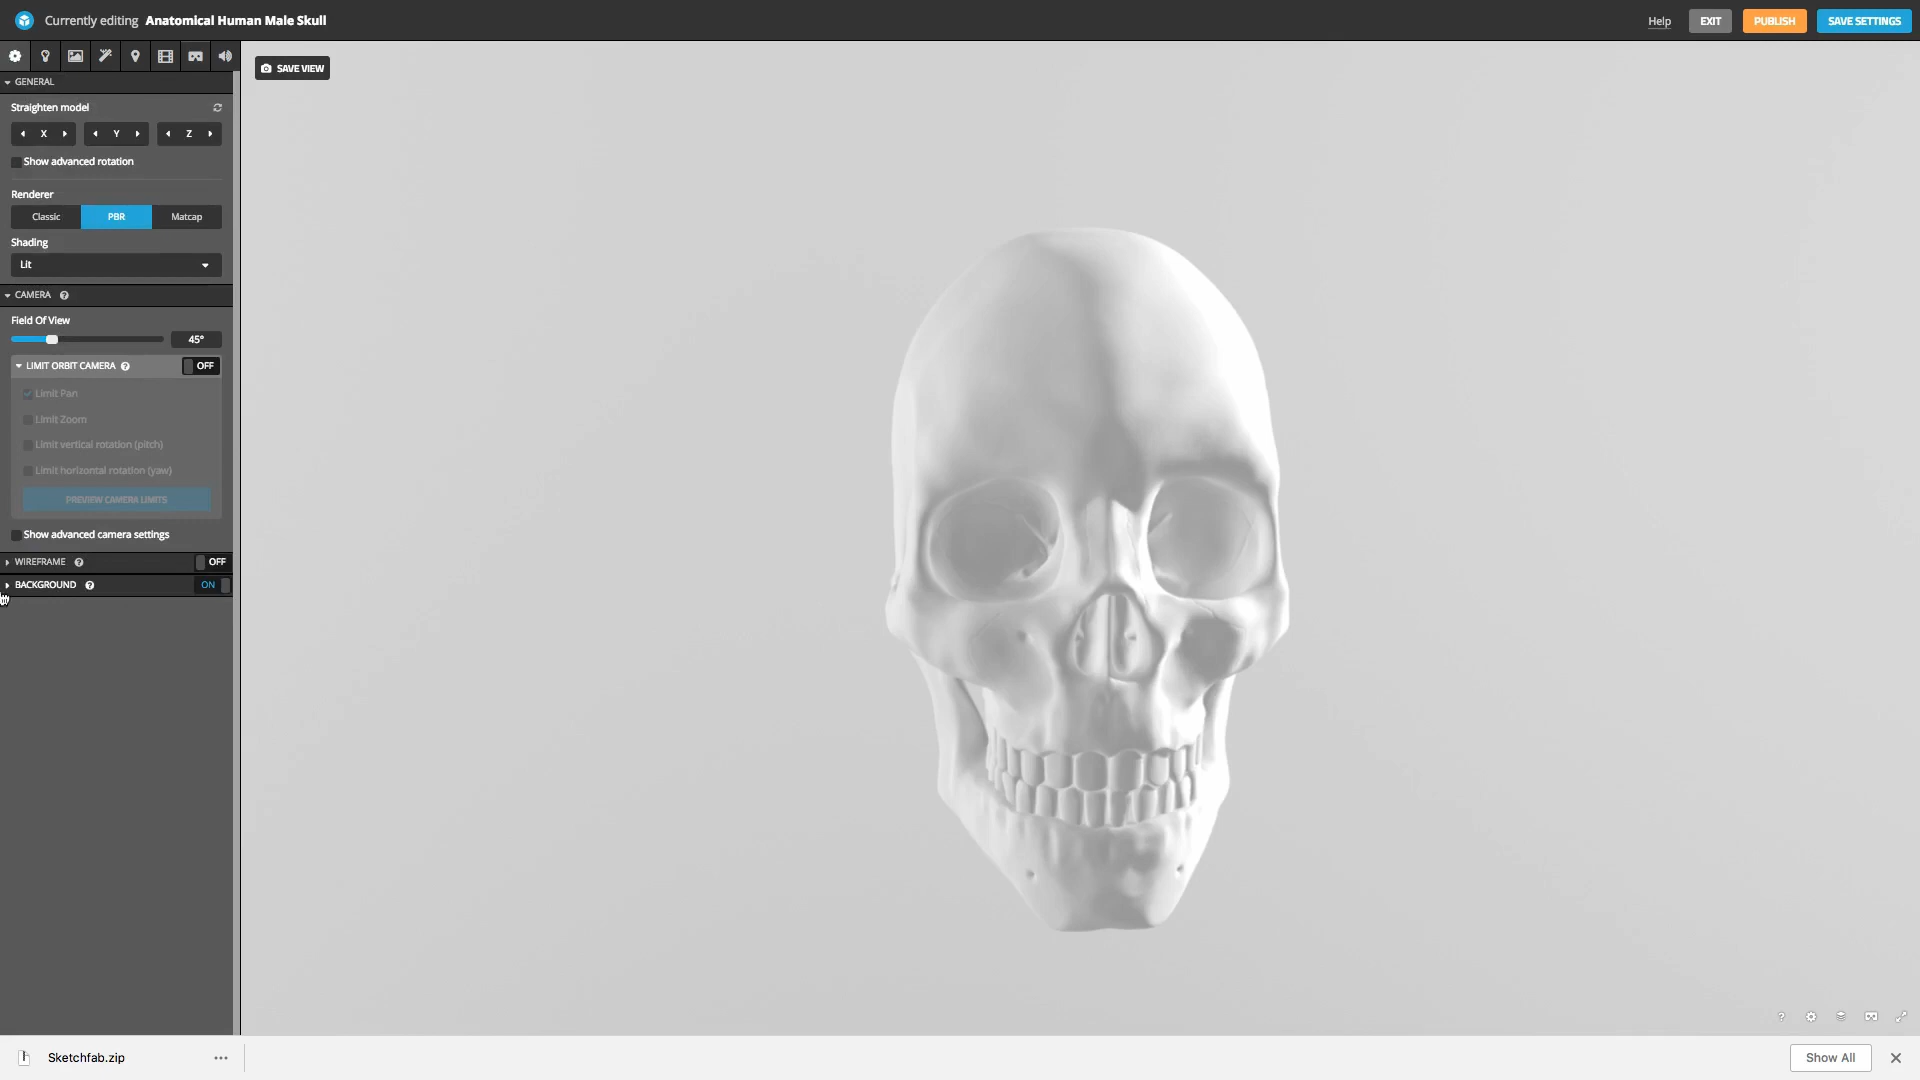 Currently editing Anatomical Human Male Skull
Help
EXIT
PUBLISH
SAVE SETTINGS
SAVE VIEW
GENERAL
Straighten model
X
Y
Z
Show advanced rotation
Renderer
Classic
PBR
Matcap
Shading
Lit
CAMERA
Field Of View
45°
LIMIT ORBIT CAMERA
OFF
Limit Pan
Limit Zoom
Limit vertical rotation (pitch)
Limit horizontal rotation (yaw)
PREVIEW CAMERA LIMITS
Show advanced camera settings
WIREFRAME
OFF
BACKGROUND
ON
Sketchfab.zip
Show All